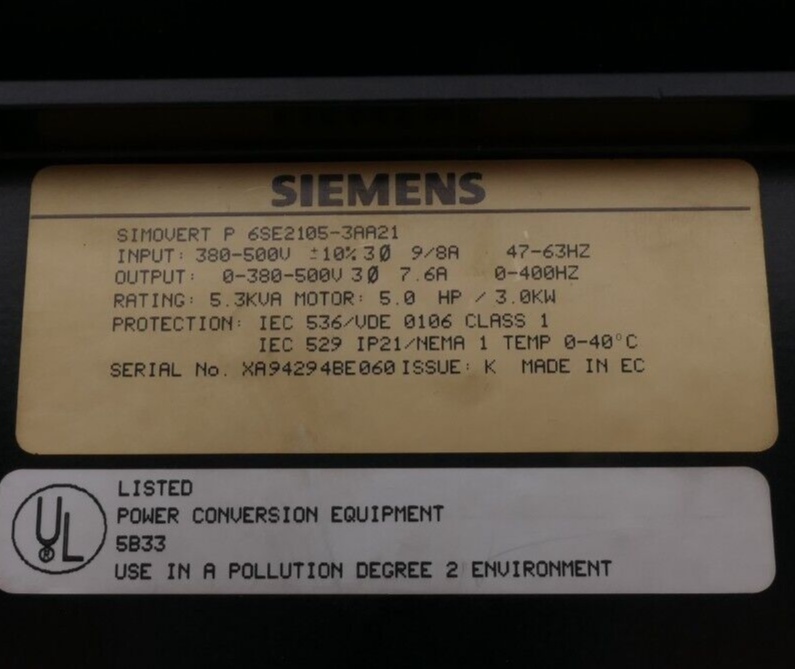 SIEMENS
SIMOVERT P 6SE2105-3AA21
INPUT: 380-500V ±10% 3Ø 9/8A 47-63HZ
OUTPUT: 0-380-500V 3Ø 7.6A 0-400HZ
RATING: 5.3KVA MOTOR: 5.0 HP / 3.0KW
PROTECTION: IEC 536/VDE 0106 CLASS 1
IEC 529 IP21/NEMA 1 TEMP 0-40°C
SERIAL No. XA94294BE060 ISSUE: K MADE IN EC
UL®
LISTED
POWER CONVERSION EQUIPMENT
5B33
USE IN A POLLUTION DEGREE 2 ENVIRONMENT